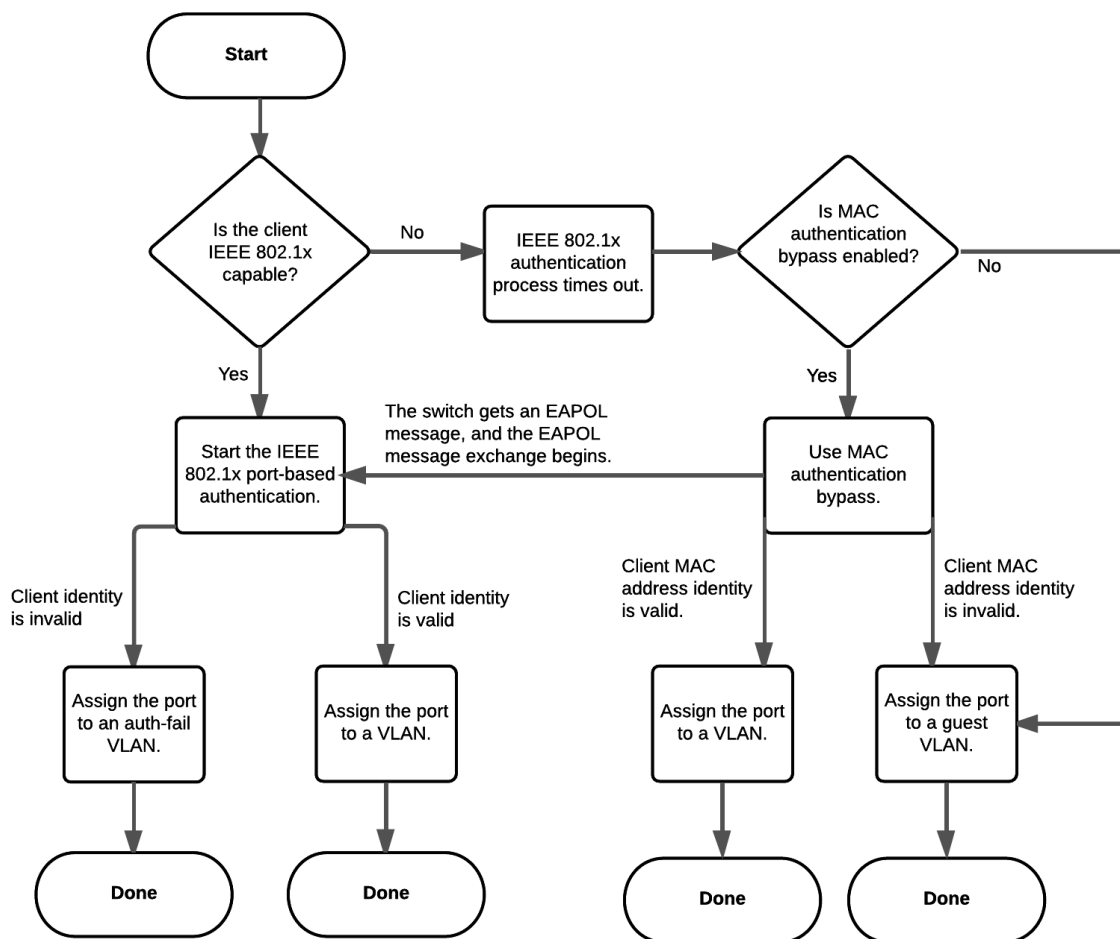 Start
Is the client
IEEE 802.1x
capable?
No
IEEE 802.1x
authentication
process times out.
Is MAC
authentication
bypass enabled?
No
Yes
Yes
The switch gets an EAPOL
message, and the EAPOL
message exchange begins.
Start the IEEE
802.1x port-based
authentication.
Use MAC
authentication
bypass.
Client identity
is invalid
Client identity
is valid
Client MAC
address identity
is valid.
Client MAC
address identity
is invalid.
Assign the port
to an auth-fail
VLAN.
Assign the port
to a VLAN.
Assign the port
to a VLAN.
Assign the port
to a guest
VLAN.
Done
Done
Done
Done